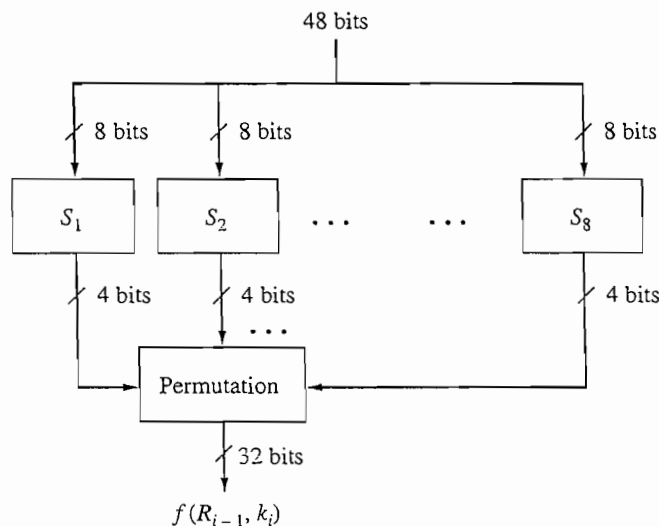 48 bits
8 bits 8 bits 8 bits
S1 S2 ... ... S8
4 bits 4 bits 4 bits
...
Permutation
32 bits
f(Ri – 1, ki)